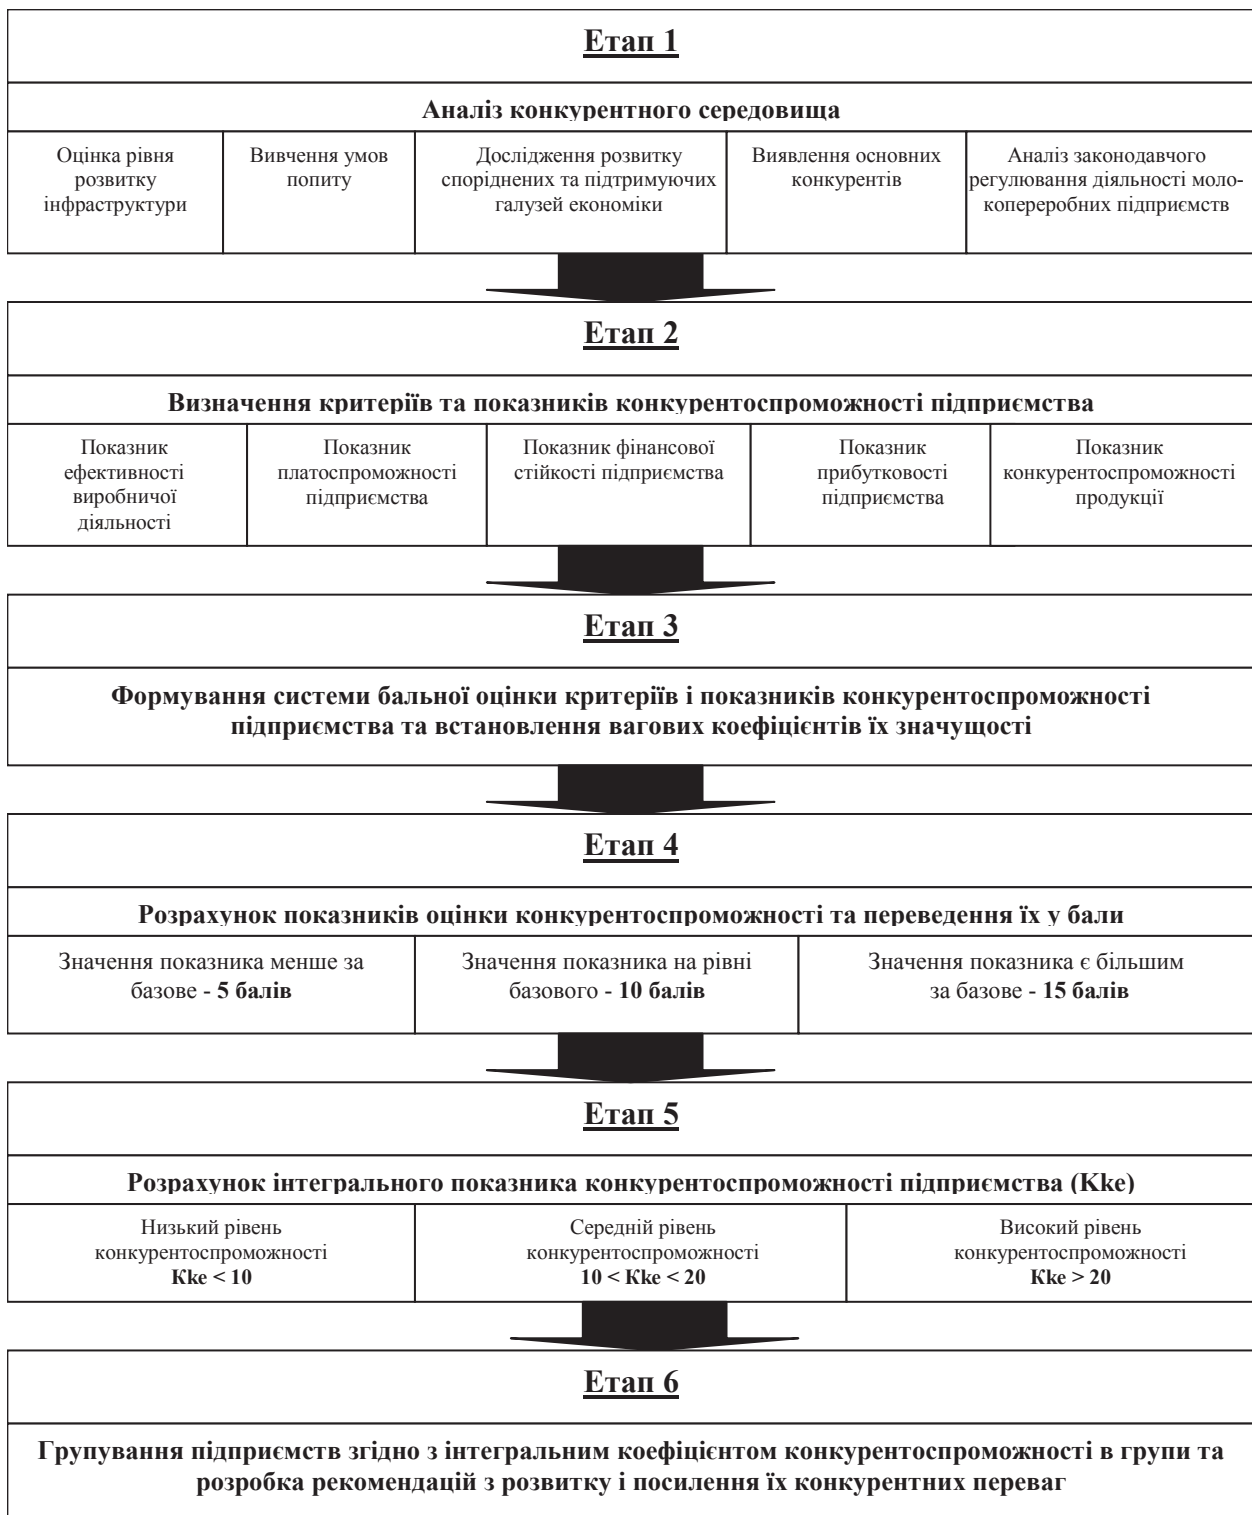 Етап 1
Аналіз конкурентного середовища
Оцінка рівня
розвитку
інфраструктури
Вивчення умов
попиту
Дослідження розвитку
споріднених та підтримуючих
галузей економіки
Виявлення основних
конкурентів
Аналіз законодавчого
регулювання діяльності моло-
копереробних підприємств
Етап 2
Визначення критеріїв та показників конкурентоспроможності підприємства
Показник
ефективності
виробничої
діяльності
Показник
платоспроможності
підприємства
Показник фінансової
стійкості підприємства
Показник
прибутковості
підприємства
Показник
конкурентоспроможності
продукції
Етап 3
Формування системи бальної оцінки критеріїв і показників конкурентоспроможності
підприємства та встановлення вагових коефіцієнтів їх значущості
Етап 4
Розрахунок показників оцінки конкурентоспроможності та переведення їх у бали
Значення показника менше за
базове - 5 балів
Значення показника на рівні
базового - 10 балів
Значення показника є більшим
за базове - 15 балів
Етап 5
Розрахунок інтегрального показника конкурентоспроможності підприємства (Kke)
Низький рівень
конкурентоспроможності
Kke < 10
Середній рівень
конкурентоспроможності
10 < Kke < 20
Високий рівень
конкурентоспроможності
Kke > 20
Етап 6
Групування підприємств згідно з інтегральним коефіцієнтом конкурентоспроможності в групи та
розробка рекомендацій з розвитку і посилення їх конкурентних переваг